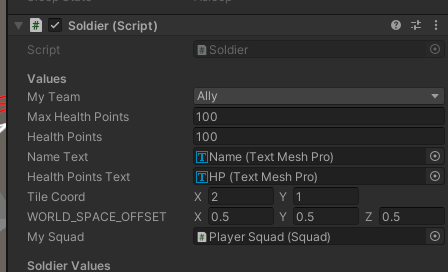 Soldier (Script)
Script Soldier
Values
My Team Ally
Max Health Points 100
Health Points 100
Name Text Name (Text Mesh Pro)
Health Points Text HP (Text Mesh Pro)
Tile Coord X 2 Y 1
WORLD_SPACE_OFFSET X 0.5 Y 0.5 Z 0.5
My Squad Player Squad (Squad)
Soldier Values